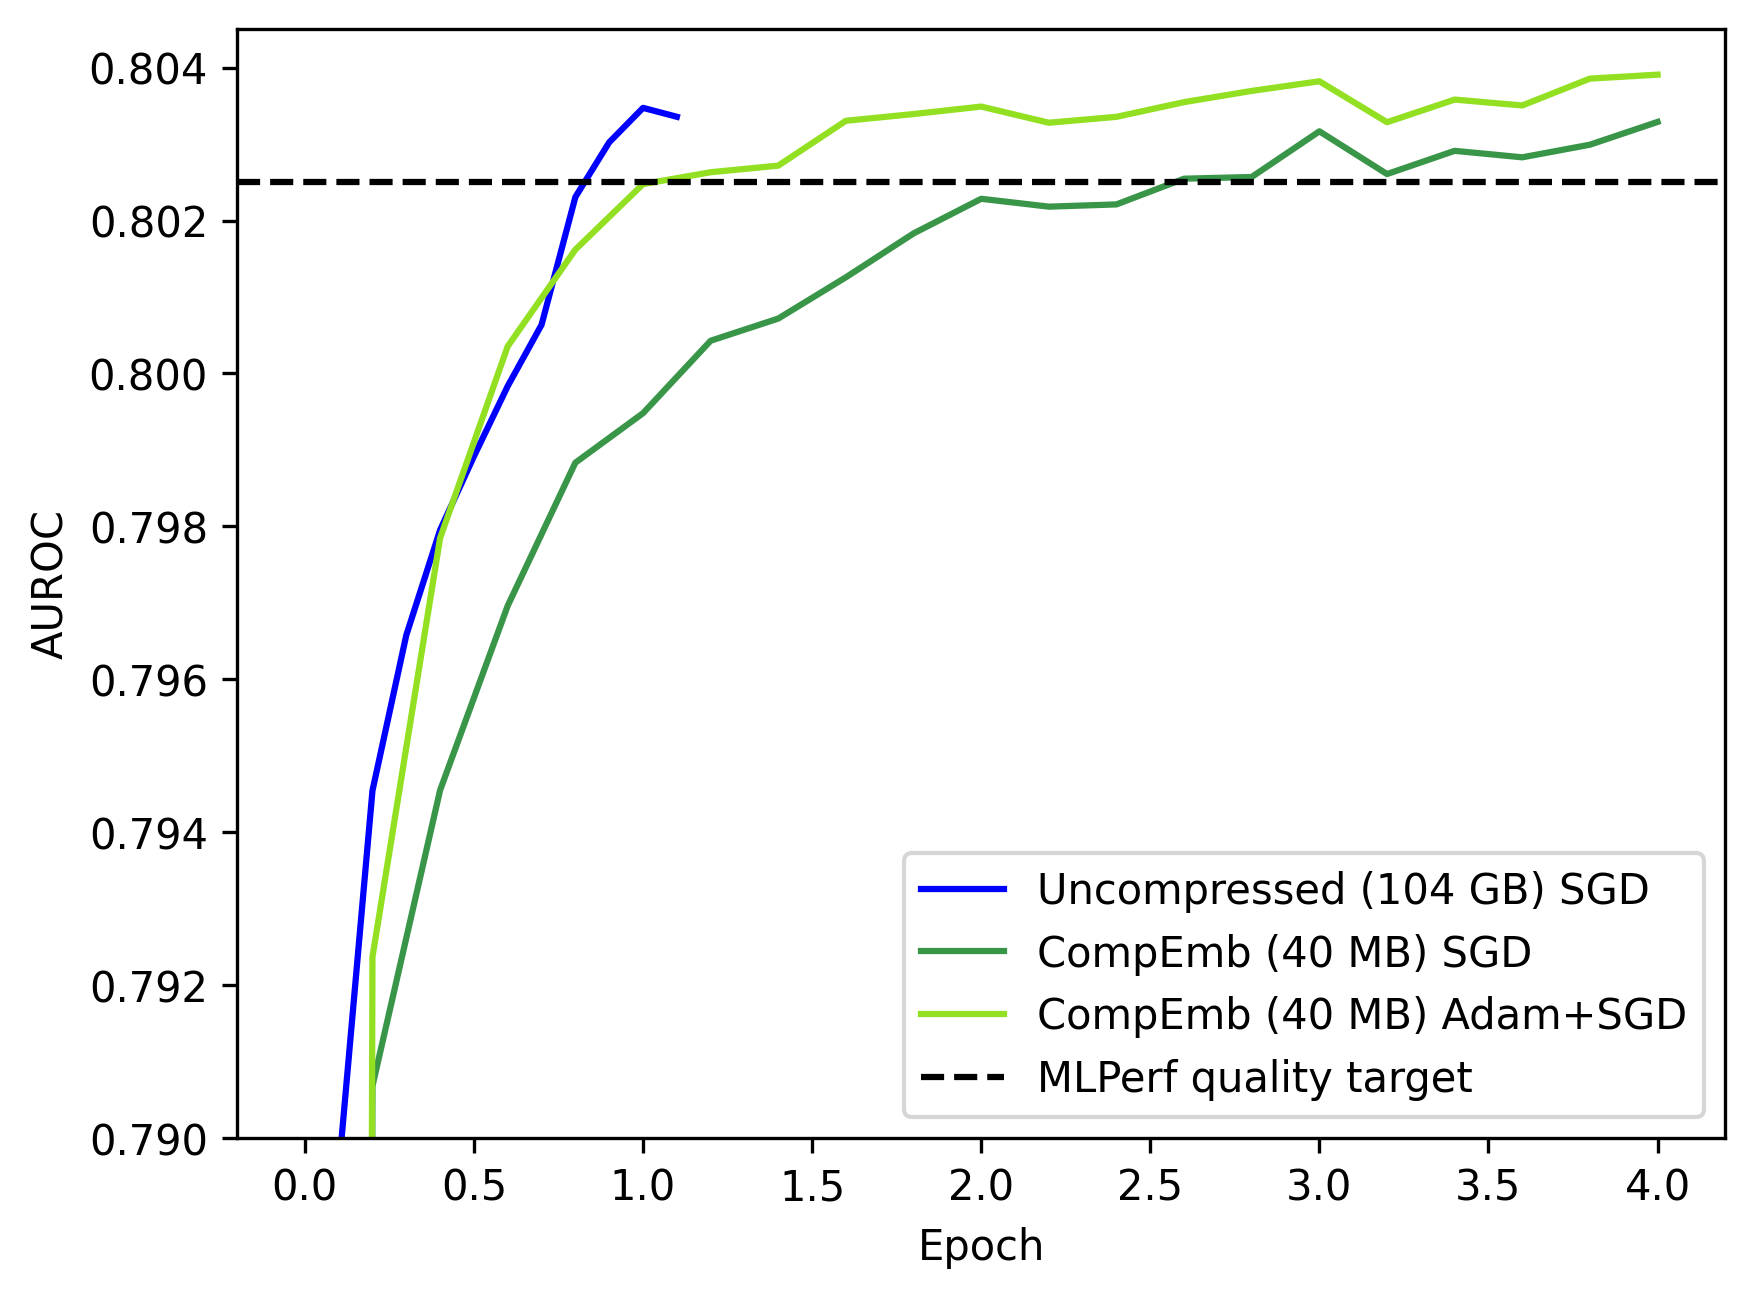 0.804
0.802
0.800
0.798
0.796
0.794
0.792
0.790
AUROC
Uncompressed (104 GB) SGD
CompEmb (40 MB) SGD
CompEmb (40 MB) Adam+SGD
MLPerf quality target
0.0 0.5 1.0 1.5 2.0 2.5 3.0 3.5 4.0
Epoch